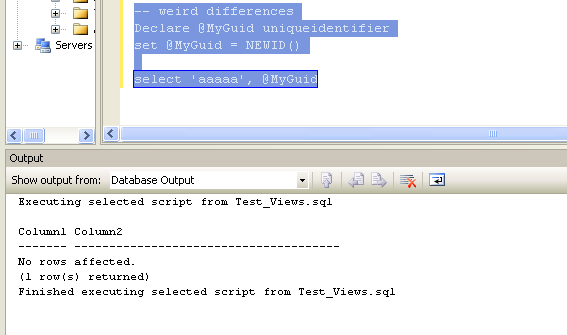 -- weird differences
Declare @MyGuid uniqueidentifier
set @MyGuid = NEWID()
select 'aaaaa', @MyGuid
Servers
Output
Show output from: Database Output
Executing selected script from Test_Views.sql
Column1 Column2
------- --------------------------------------
No rows affected.
(1 row(s) returned)
Finished executing selected script from Test_Views.sql